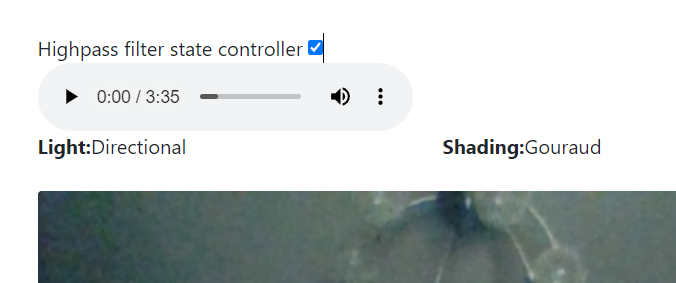 Highpass filter state controller
0:00 / 3:35
Light:Directional Shading:Gouraud